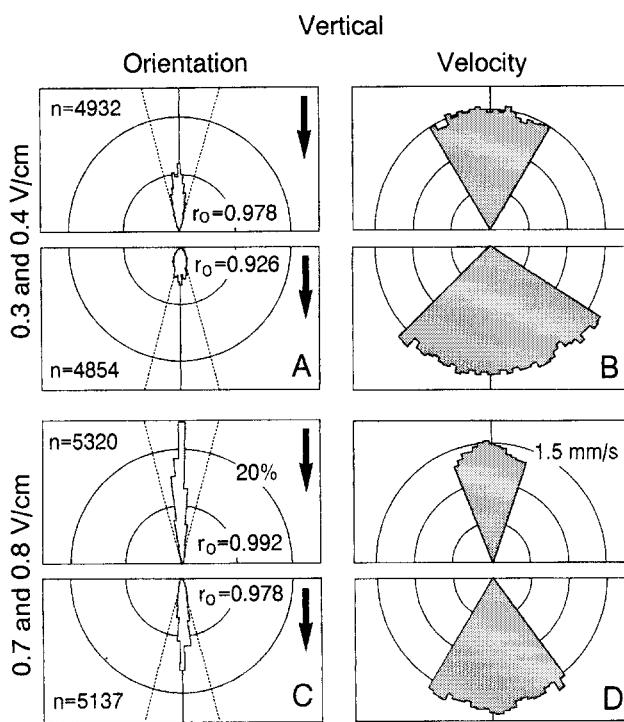 Vertical
Orientation
Velocity
0.3 and 0.4 V/cm
n=4932
r₀=0.978
r₀=0.926
n=4854
A
B
0.7 and 0.8 V/cm
n=5320
20%
r₀=0.992
1.5 mm/s
r₀=0.978
n=5137
C
D